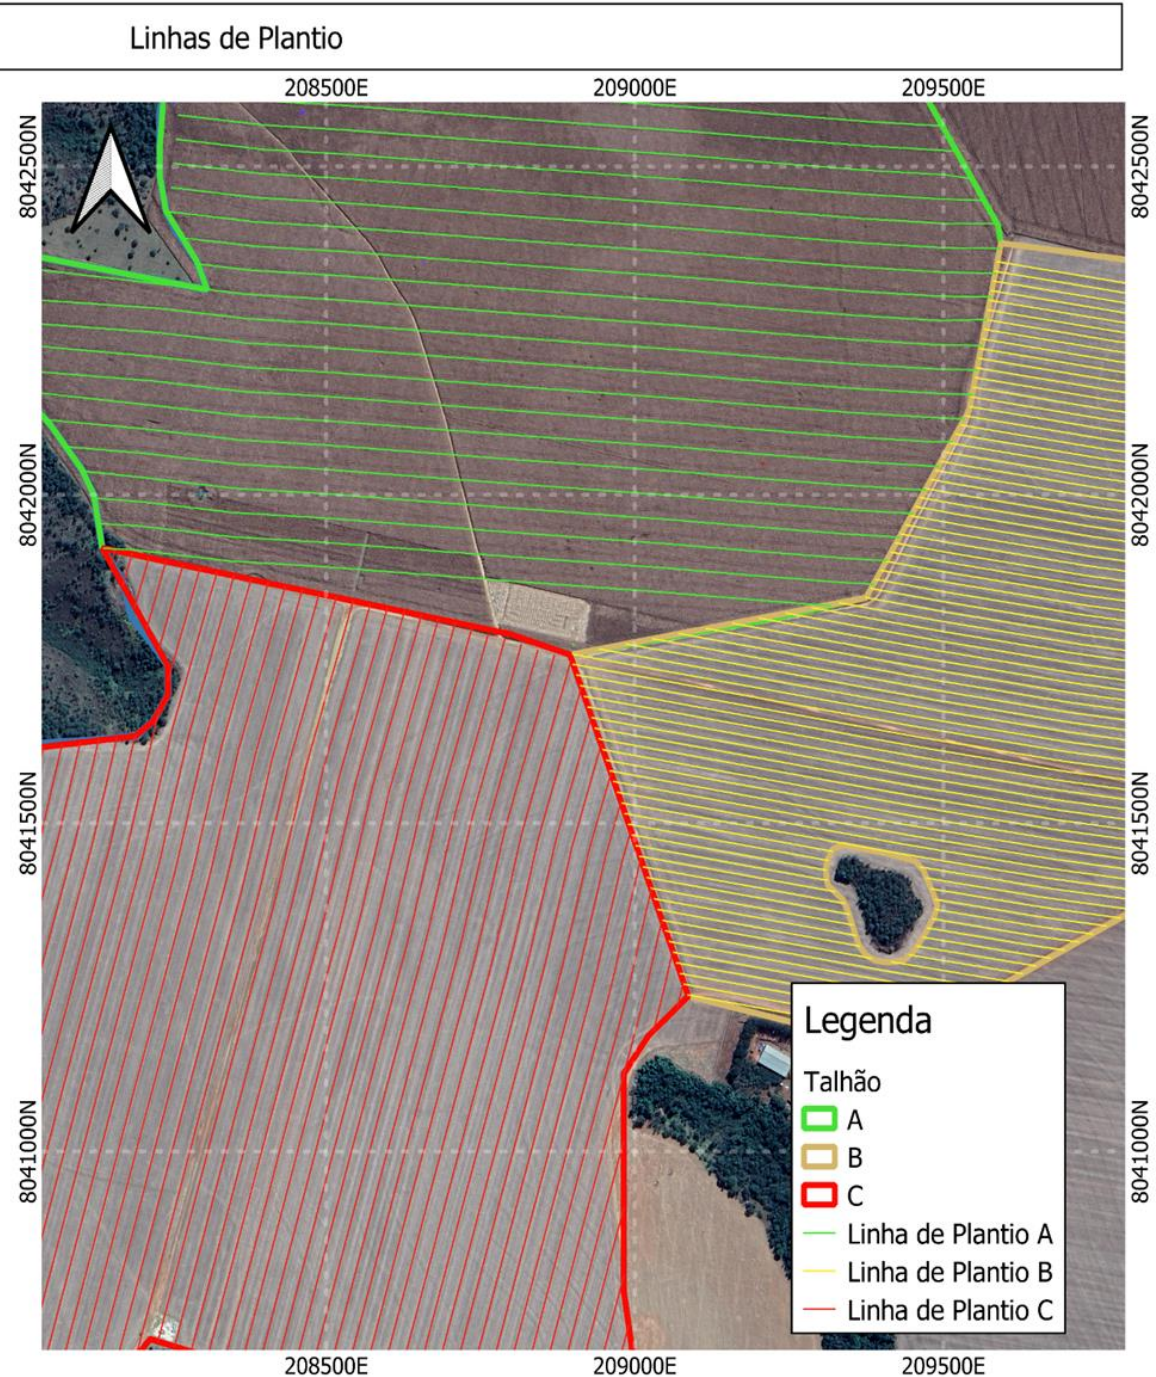 Linhas de Plantio
208500E 209000E 209500E
8042500N 8042500N
8042000N 8042000N
8041500N 8041500N
8041000N 8041000N
Legenda
Talhão
A
B
C
Linha de Plantio A
Linha de Plantio B
Linha de Plantio C
208500E 209000E 209500E